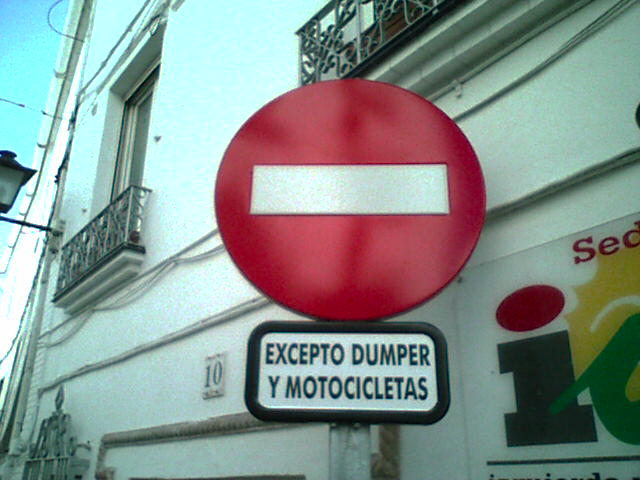 EXCEPTO DUMPER
Y MOTOCICLETAS
10
Sed
i